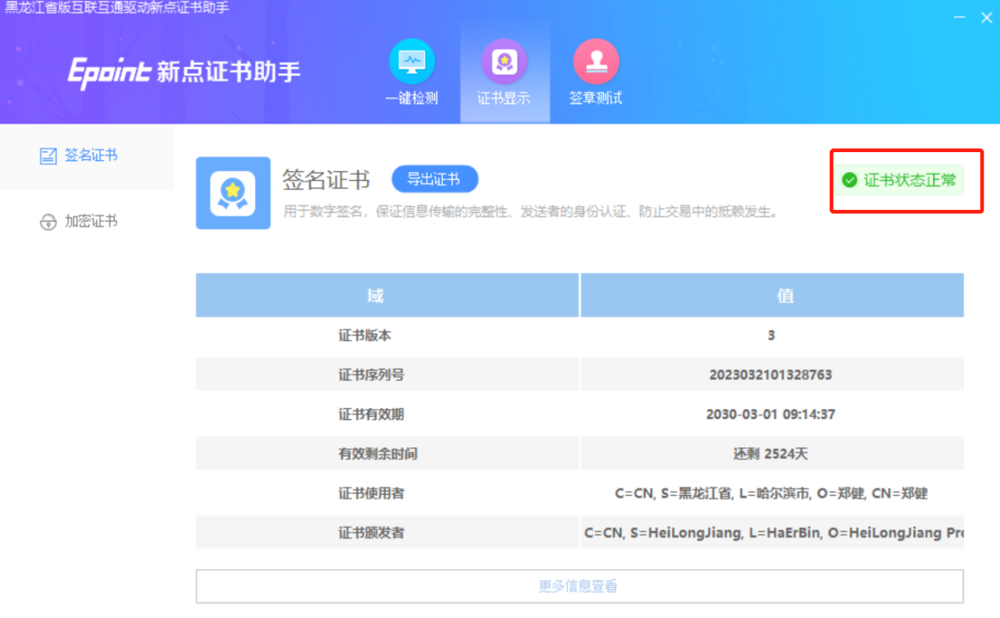 黑龙江省版互联互通驱动新点证书助手
Epoint 新点证书助手
一键检测
证书显示
签章测试
签名证书
加密证书
签名证书
导出证书
证书状态正常
用于数字签名，保证信息传输的完整性、发送者的身份认证、防止交易中的抵赖发生。
域 值
证书版本 3
证书序列号 2023032101328763
证书有效期 2030-03-01 09:14:37
有效剩余时间 还剩 2524天
证书使用者 C=CN, S=黑龙江省, L=哈尔滨市, O=郑健, CN=郑健
证书颁发者 C=CN, S=HeiLongJiang, L=HaErBin, O=HeiLongJiang Pro
更多信息查看